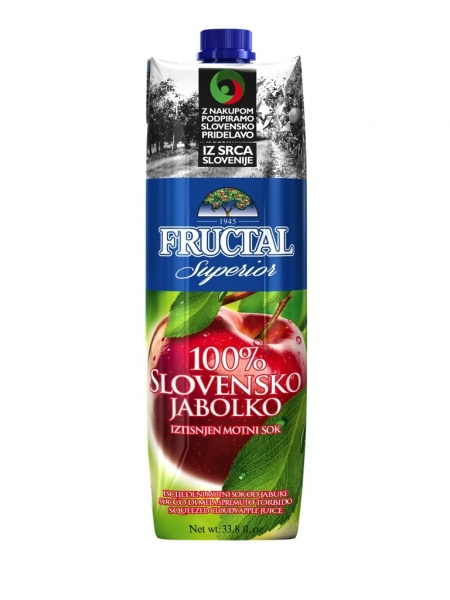 Z NAKUPOM
PODPIRAMO
SLOVENSKO
PRIDELAVO
IZ SRCA
SLOVENIJE
1945
FRUCTAL
Superior
100%
SLOVENSKO
JABOLKO
IZTISNJEN MOTNI SOK
ISCIJEĐENI MUTNI SOK OD JABUKE
SUCCO DI MELA SPREMUTO TORBIDO
SQUEEZED CLOUDY APPLE JUICE
Net wt. 33.8 fl. oz.